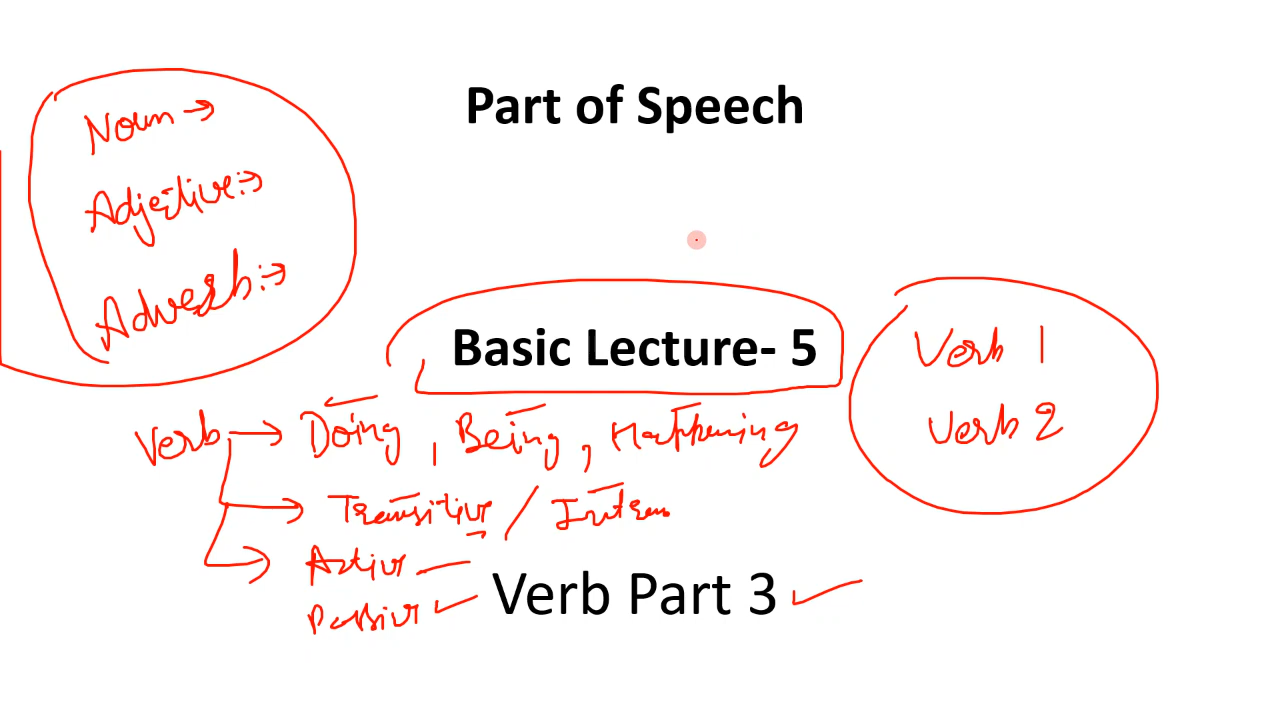 Part of Speech
Noun →
Adjective :→
Adverb :→
Basic Lecture- 5
Verb 1
Verb 2
Verb → Doing, Being, Happening
→ Transitive / Intran
→ Active
Passive
Verb Part 3